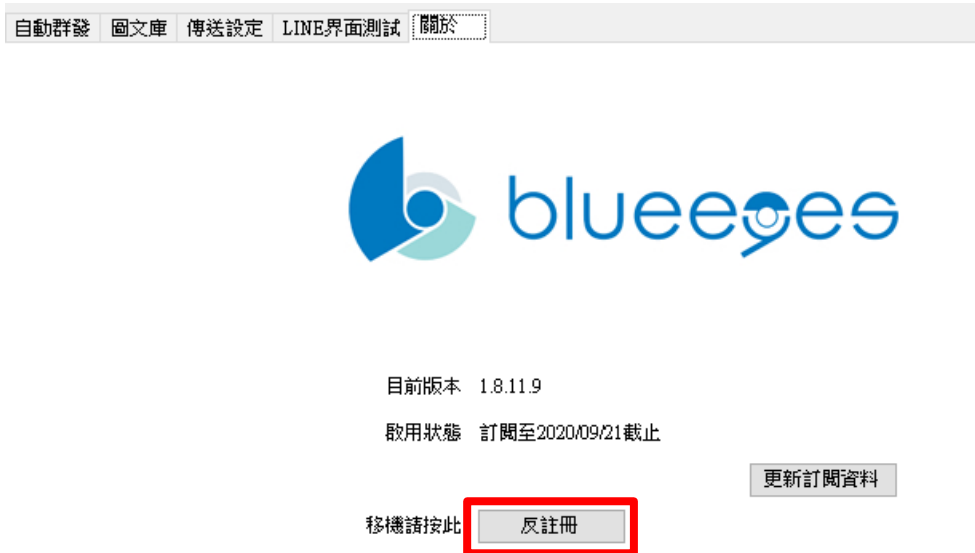 自動群發 圖文庫 傳送設定 LINE界面測試 關於
blueeyes
目前版本 1.8.11.9
啟用狀態 訂閱至2020/09/21截止
更新訂閱資料
移機請按此 反註冊